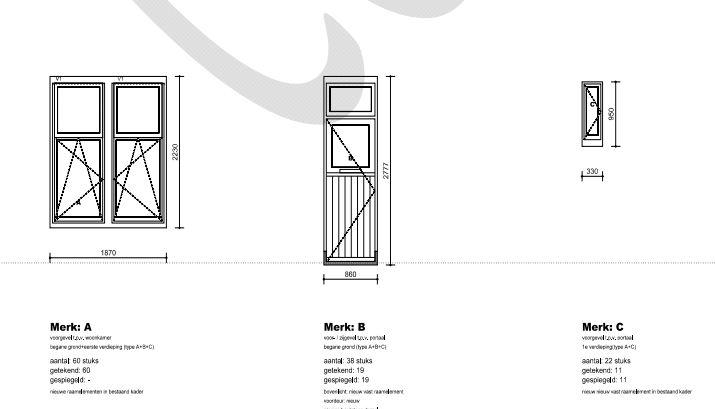 V1
V1
A
2230
1870
B
2777
860
C
950
330
Merk: A
voorgevel t.p.v. woonkamer
begane grond+eerste verdieping (type A+B+C)
aantal: 60 stuks
getekend: 60
gespiegeld: -
nieuwe raamelementen in bestaand kader
Merk: B
voor- / zijgevel t.p.v. portaal
begane grond (type A+B+C)
aantal: 38 stuks
getekend: 19
gespiegeld: 19
bovenlicht: nieuw vast raamelement
voordeur: nieuw
Merk: C
voorgevel t.p.v. portaal
1e verdieping(type A+C)
aantal: 22 stuks
getekend: 11
gespiegeld: 11
nieuw nieuw vast raamelement in bestaand kader